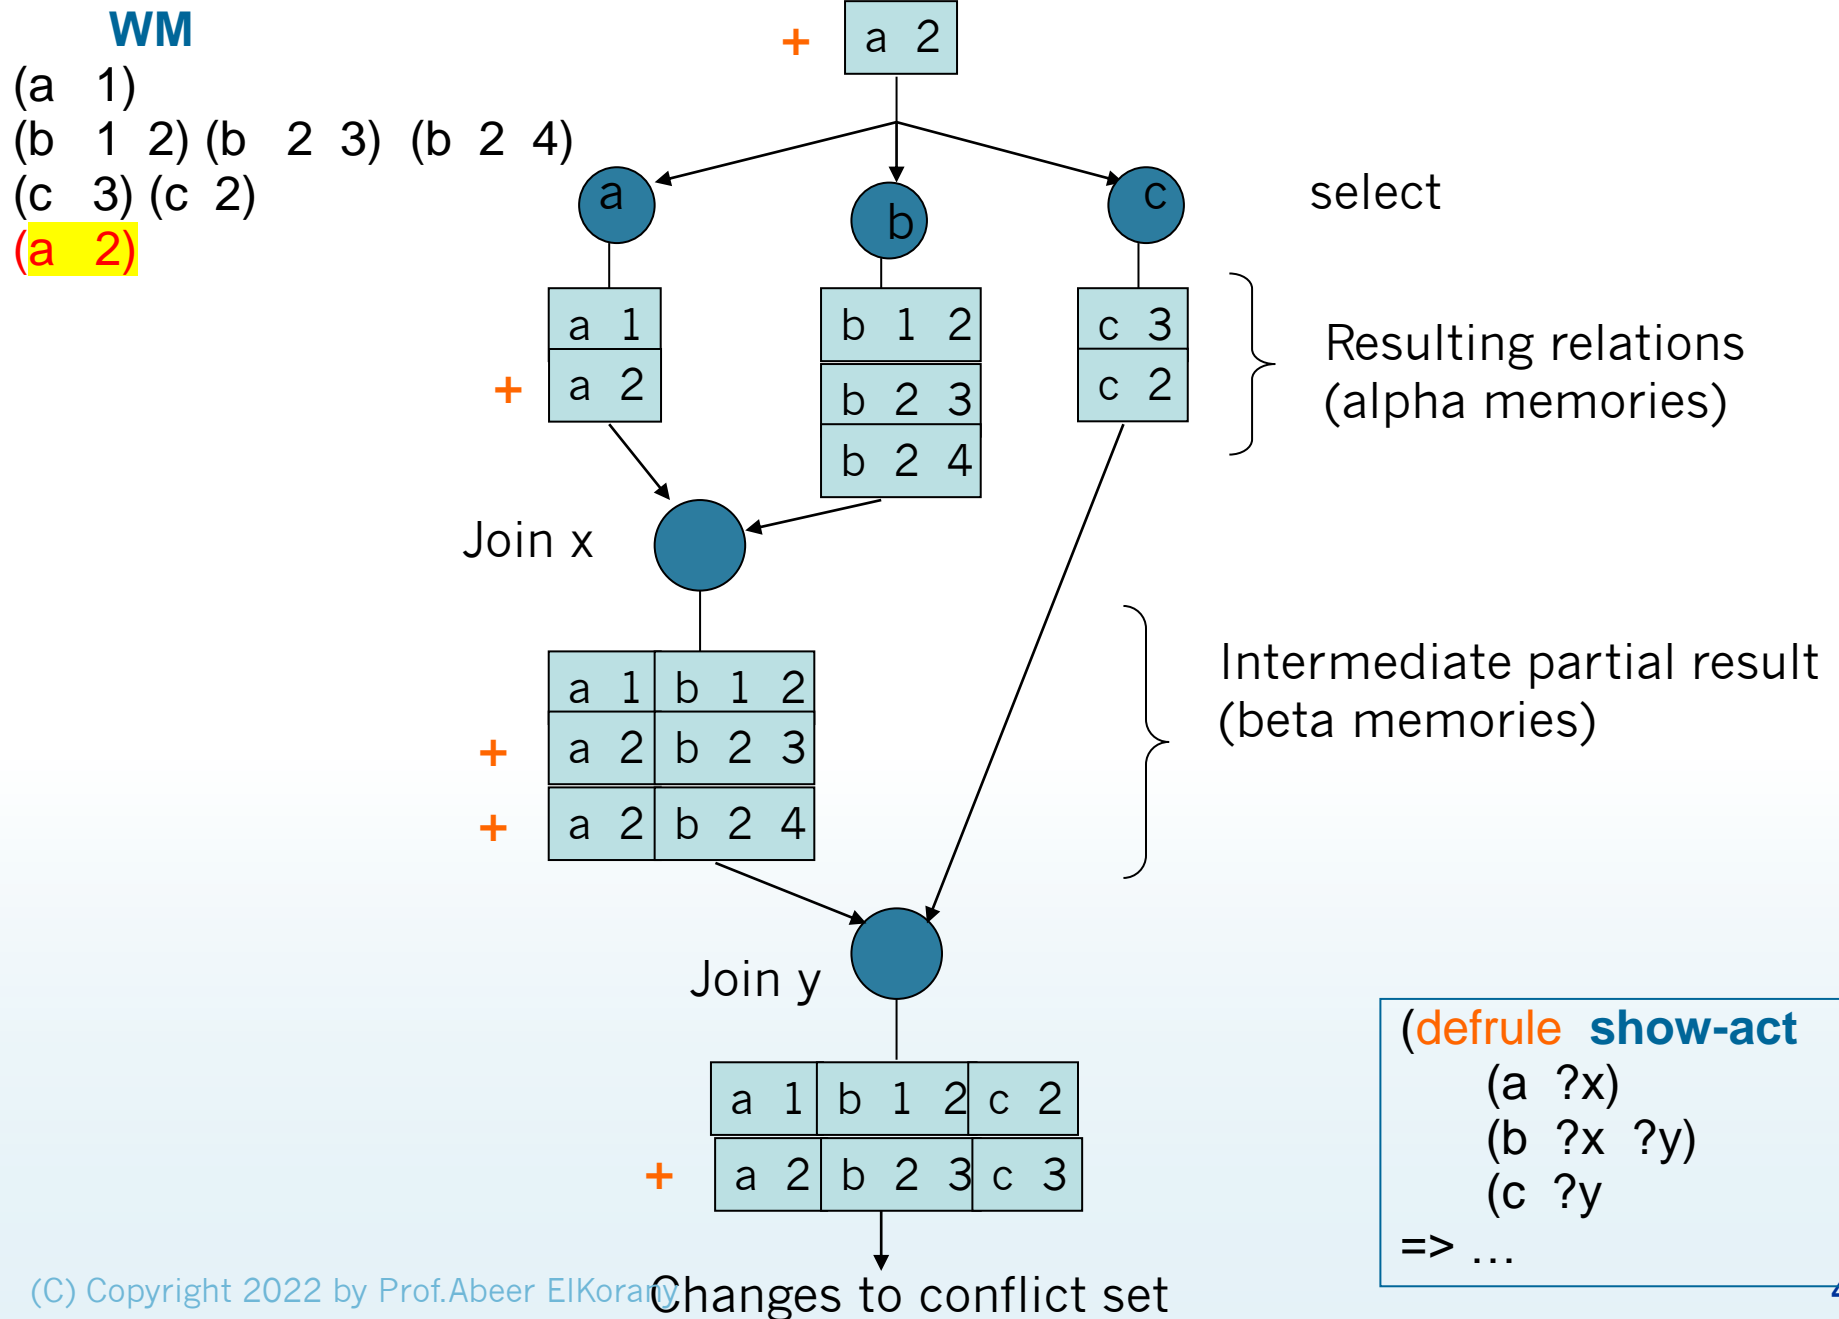 WM
(a 1)
(b 1 2) (b 2 3) (b 2 4)
(c 3) (c 2)
(a 2)
+ a 2
a
b
c
select
a 1
+ a 2
b 1 2
b 2 3
b 2 4
c 3
c 2
Resulting relations
(alpha memories)
Join x
a 1 b 1 2
+ a 2 b 2 3
+ a 2 b 2 4
Intermediate partial result
(beta memories)
Join y
a 1 b 1 2 c 2
+ a 2 b 2 3 c 3
Changes to conflict set
(defrule show-act
(a ?x)
(b ?x ?y)
(c ?y
=> ...
(C) Copyright 2022 by Prof.Abeer ElKorany
4